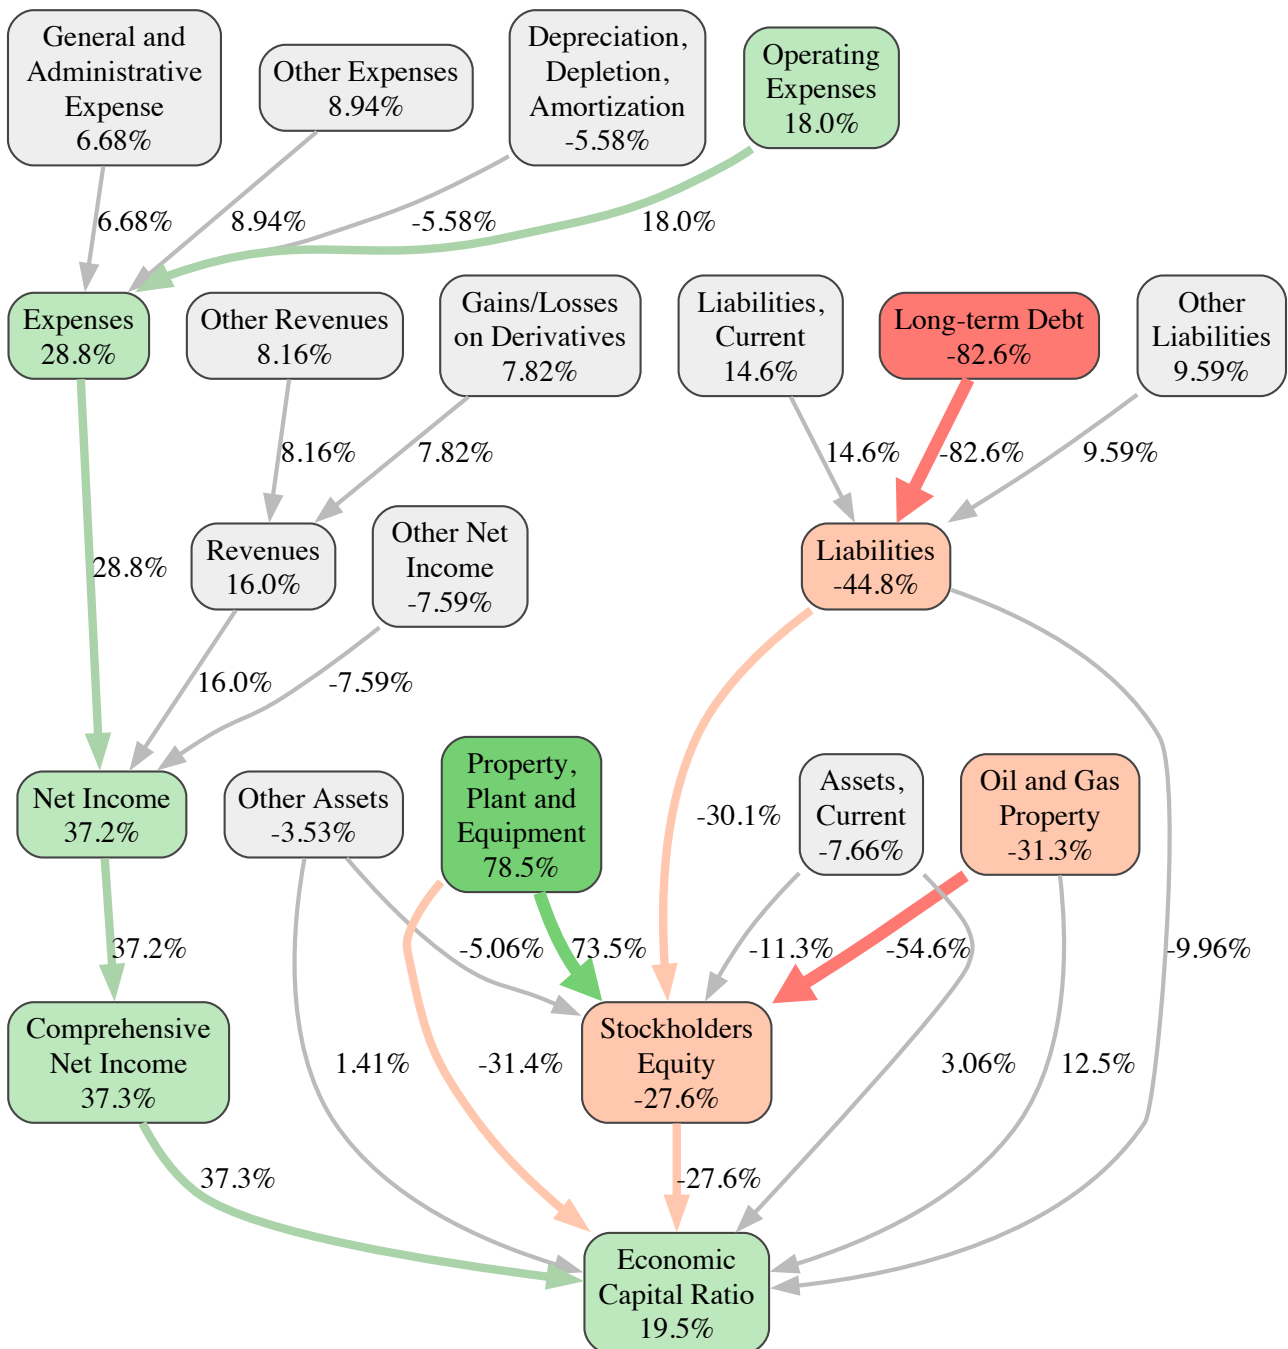 General and
Administrative
Expense
6.68%
Other Expenses
8.94%
Depreciation,
Depletion,
Amortization
-5.58%
Operating
Expenses
18.0%
6.68%
8.94%
-5.58%
18.0%
Expenses
28.8%
Other Revenues
8.16%
Gains/Losses
on Derivatives
7.82%
Liabilities,
Current
14.6%
Long-term Debt
-82.6%
Other
Liabilities
9.59%
8.16%
7.82%
14.6%
-82.6%
9.59%
28.8%
Revenues
16.0%
Other Net
Income
-7.59%
Liabilities
-44.8%
16.0%
-7.59%
Net Income
37.2%
Other Assets
-3.53%
Property,
Plant and
Equipment
78.5%
-30.1%
Assets,
Current
-7.66%
Oil and Gas
Property
-31.3%
37.2%
-5.06%
73.5%
-11.3%
-54.6%
-9.96%
Comprehensive
Net Income
37.3%
1.41%
-31.4%
Stockholders
Equity
-27.6%
3.06%
12.5%
37.3%
-27.6%
Economic
Capital Ratio
19.5%